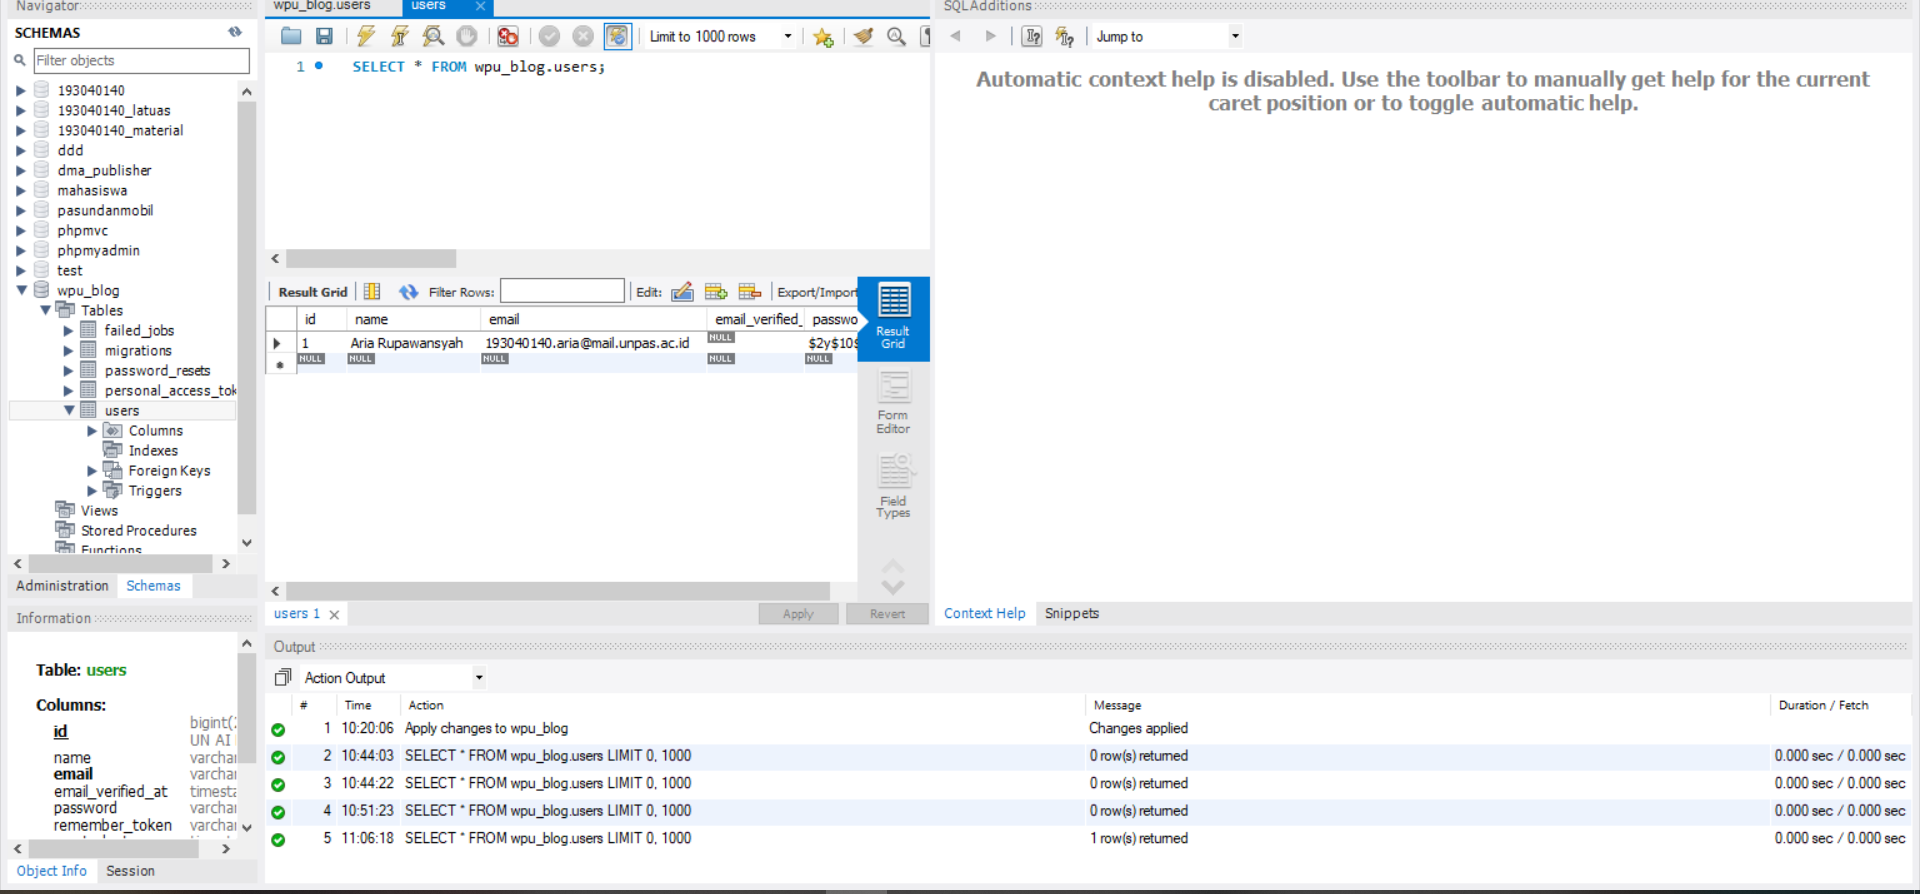 Navigator
SCHEMAS
Filter objects
193040140
193040140_latuas
193040140_material
ddd
dma_publisher
mahasiswa
pasundanmobil
phpmvc
phpmyadmin
test
wpu_blog
Tables
failed_jobs
migrations
password_resets
personal_access_tok
users
Columns
Indexes
Foreign Keys
Triggers
Views
Stored Procedures
Functions
Administration Schemas
Information
Table: users
Columns:
id bigint(
UN AI
name varcha
email varcha
email_verified_at timesta
password varcha
remember_token varcha
Object Info Session
wpu_blog.users users
Limit to 1000 rows
1 SELECT * FROM wpu_blog.users;
Result Grid Filter Rows: Edit: Export/Import
id name email email_verified_ passwo
1 Aria Rupawansyah 193040140.aria@mail.unpas.ac.id NULL $2y$10$
NULL NULL NULL NULL NULL
Result
Grid
Form
Editor
Field
Types
users 1 Apply Revert
SQLAdditions
Jump to
Automatic context help is disabled. Use the toolbar to manually get help for the current
caret position or to toggle automatic help.
Context Help Snippets
Output
Action Output
# Time Action Message Duration / Fetch
1 10:20:06 Apply changes to wpu_blog Changes applied
2 10:44:03 SELECT * FROM wpu_blog.users LIMIT 0, 1000 0 row(s) returned 0.000 sec / 0.000 sec
3 10:44:22 SELECT * FROM wpu_blog.users LIMIT 0, 1000 0 row(s) returned 0.000 sec / 0.000 sec
4 10:51:23 SELECT * FROM wpu_blog.users LIMIT 0, 1000 0 row(s) returned 0.000 sec / 0.000 sec
5 11:06:18 SELECT * FROM wpu_blog.users LIMIT 0, 1000 1 row(s) returned 0.000 sec / 0.000 sec